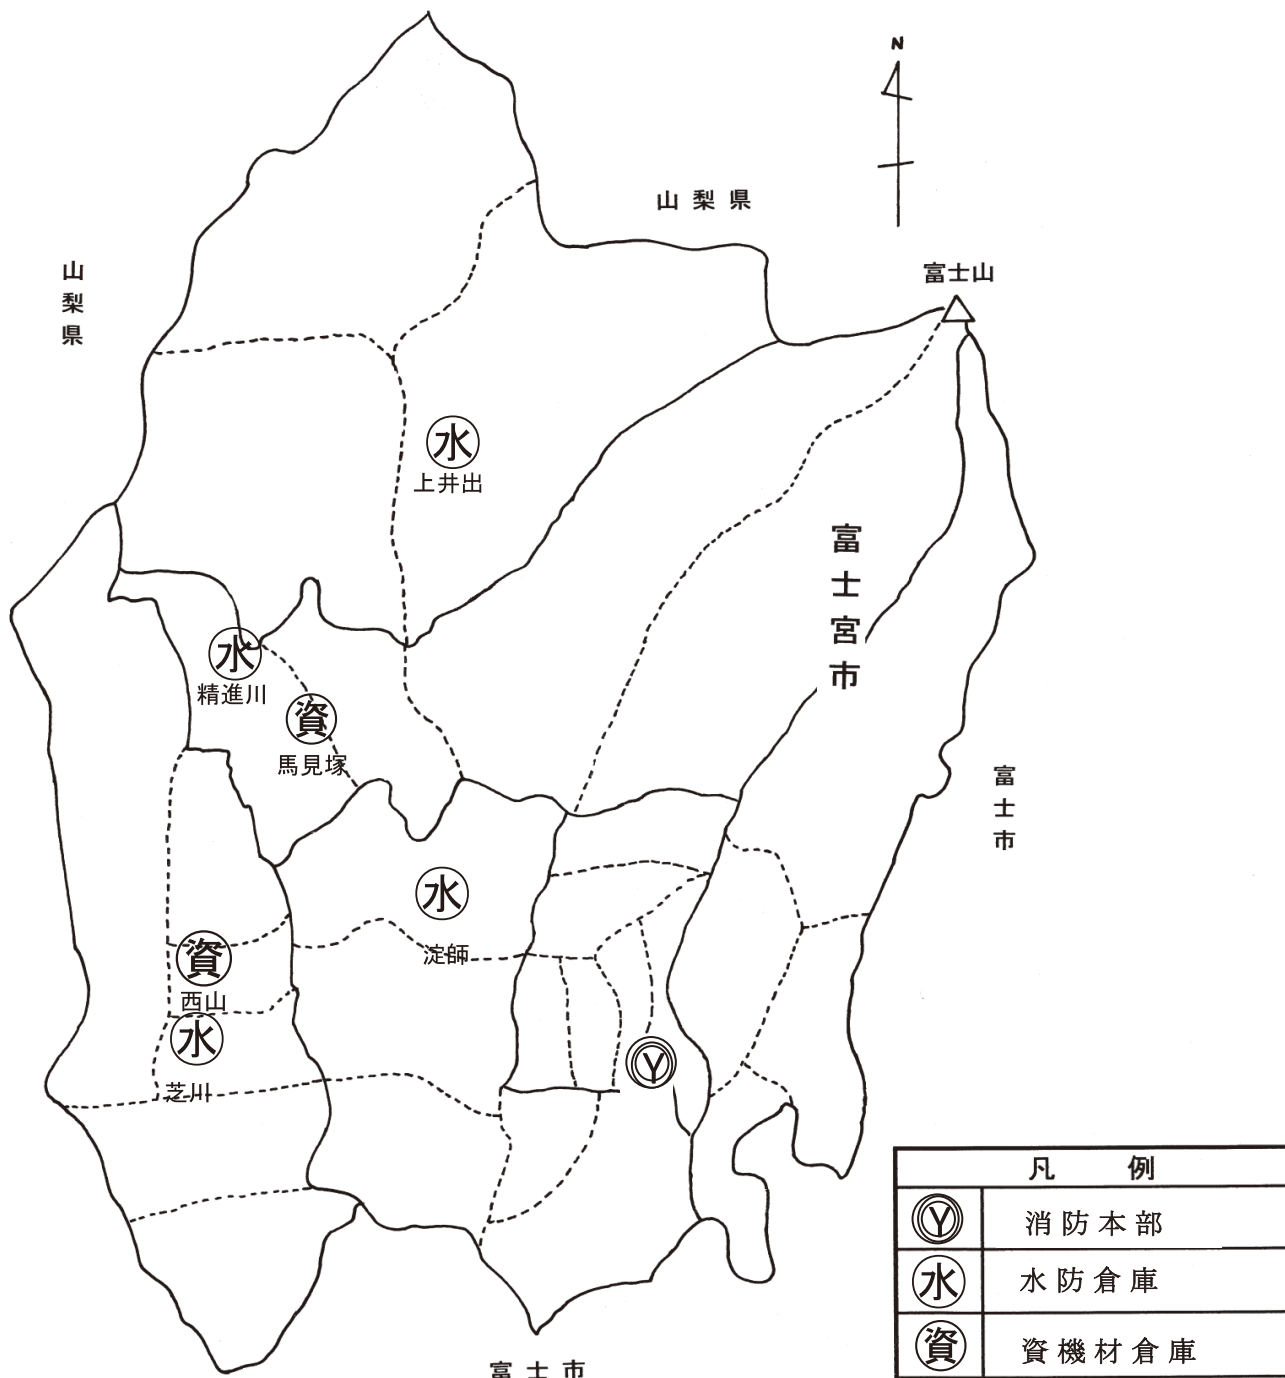 N
山梨県
山梨県
富士山
水
上井出
富士宮市
水
精進川
資
馬見塚
富士市
水
淀師
資
西山
水
芝川
Y
凡例
Y 消防本部
水 水防倉庫
資 資機材倉庫
富士市